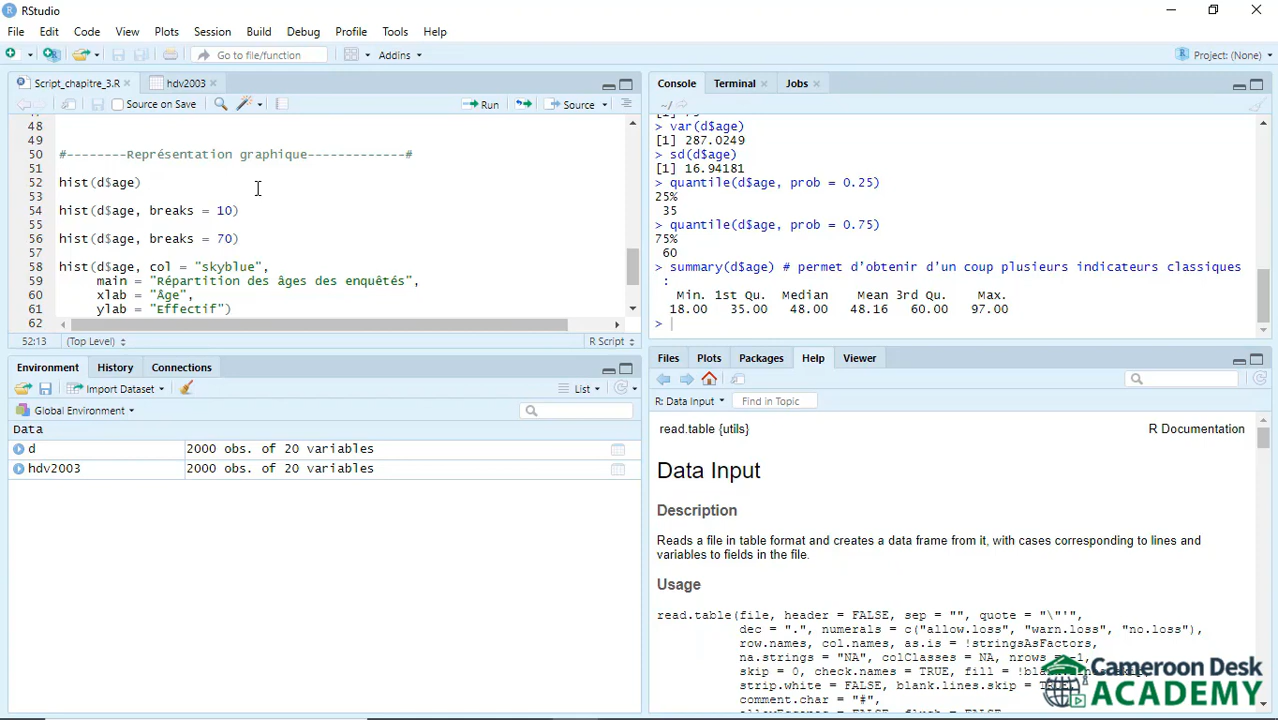 RStudio
File Edit Code View Plots Session Build Debug Profile Tools Help
Go to file/function Addins Project: (None)
Script_chapitre_3.R hdv2003
Source on Save Run Source
48
49
50 #--------Représentation graphique-------------#
51
52 hist(d$age)
53
54 hist(d$age, breaks = 10)
55
56 hist(d$age, breaks = 70)
57
58 hist(d$age, col = "skyblue",
59 main = "Répartition des âges des enquêtés",
60 xlab = "Âge",
61 ylab = "Effectif")
62
52:13 (Top Level) R Script
Environment History Connections
Import Dataset List
Global Environment
Data
d 2000 obs. of 20 variables
hdv2003 2000 obs. of 20 variables
Console Terminal Jobs
~/
> var(d$age)
[1] 287.0249
> sd(d$age)
[1] 16.94181
> quantile(d$age, prob = 0.25)
25%
35
> quantile(d$age, prob = 0.75)
75%
60
> summary(d$age) # permet d'obtenir d'un coup plusieurs indicateurs classiques
:
Min. 1st Qu. Median Mean 3rd Qu. Max.
18.00 35.00 48.00 48.16 60.00 97.00
>
Files Plots Packages Help Viewer
R: Data Input Find in Topic
read.table {utils} R Documentation
Data Input
Description
Reads a file in table format and creates a data frame from it, with cases corresponding to lines and
variables to fields in the file.
Usage
read.table(file, header = FALSE, sep = "", quote = "\"'",
dec = ".", numerals = c("allow.loss", "warn.loss", "no.loss"),
row.names, col.names, as.is = !stringsAsFactors,
na.strings = "NA", colClasses = NA, nrows = -1,
skip = 0, check.names = TRUE, fill =
strip.white = FALSE, blank.lines.skip =
comment.char = "#",
Cameroon Desk
ACADEMY